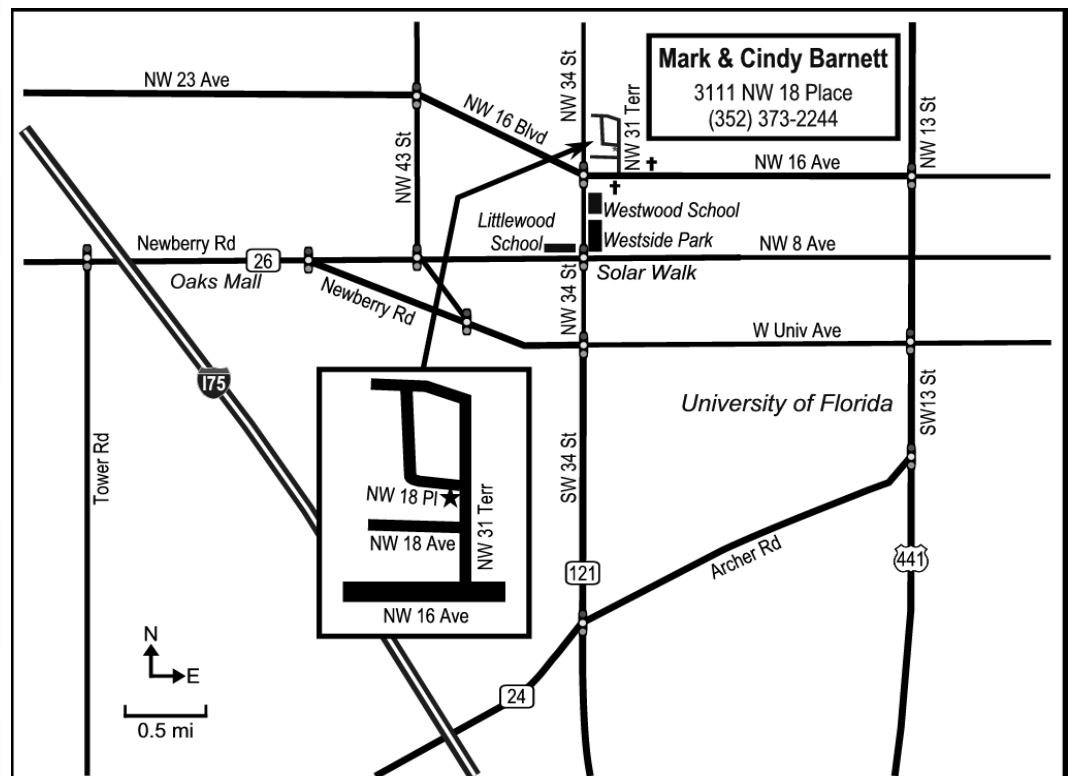 Mark & Cindy Barnett
3111 NW 18 Place
(352) 373-2244
NW 23 Ave
NW 16 Blvd
NW 34 St
NW 31 Terr
NW 13 St
NW 43 St
NW 16 Ave
Westwood School
Littlewood
School
Westside Park
NW 8 Ave
Newberry Rd
26
Oaks Mall
Solar Walk
Newberry Rd
NW 34 St
W Univ Ave
I75
University of Florida
SW13 St
Tower Rd
SW 34 St
NW 18 Pl
NW 31 Terr
NW 18 Ave
NW 16 Ave
Archer Rd
441
121
24
N
E
0.5 mi